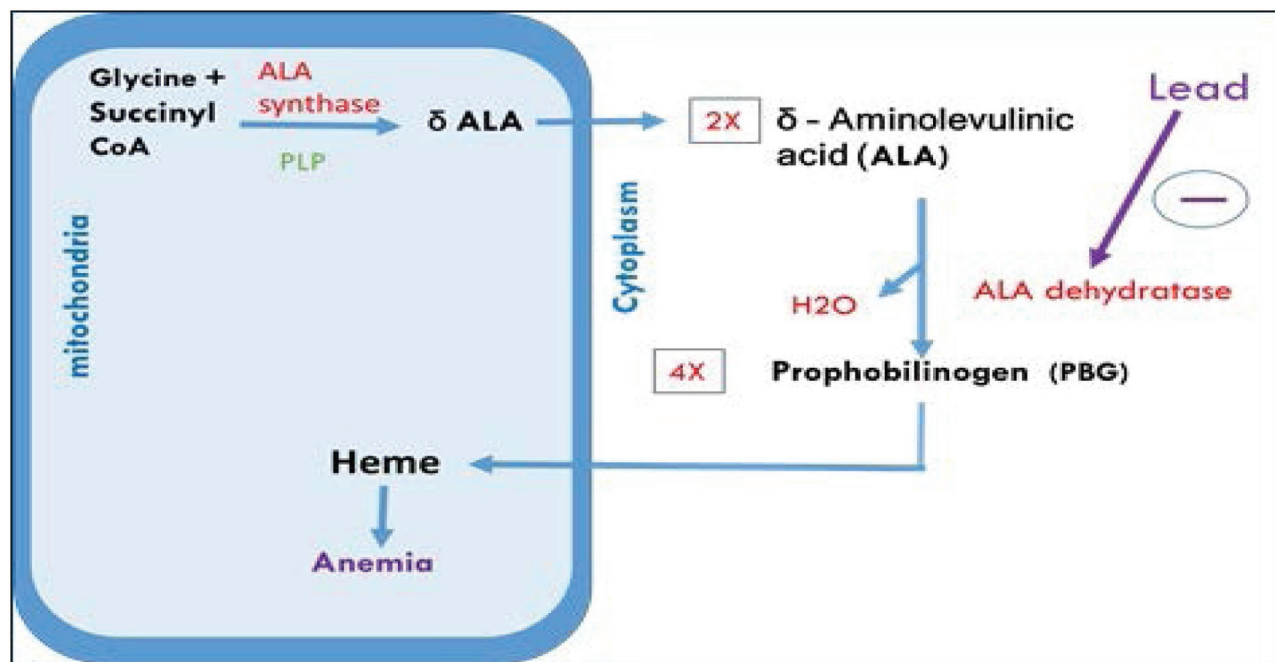 Glycine +
Succinyl
CoA
ALA
synthase
PLP
δ ALA
2X
δ - Aminolevulinic
acid (ALA)
Lead
mitochondria
Cytoplasm
H2O
ALA dehydratase
4X
Prophobilinogen (PBG)
Heme
Anemia